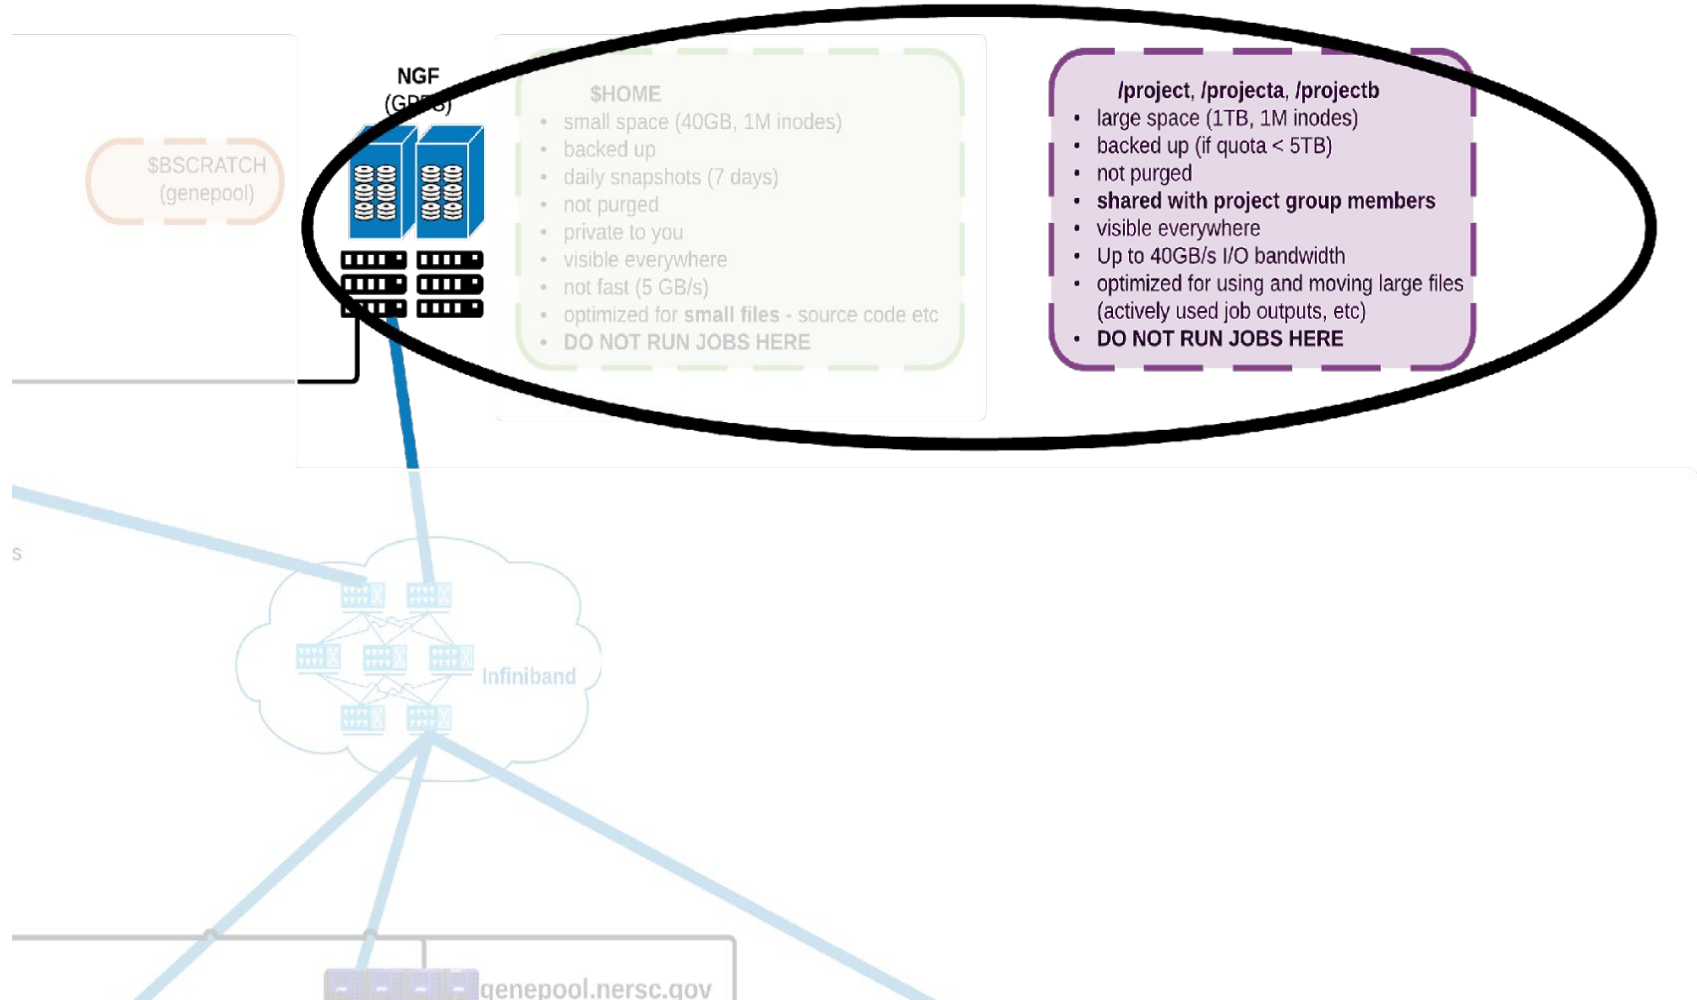 NGF
(GPFS)
$HOME
• small space (40GB, 1M inodes)
• backed up
• daily snapshots (7 days)
• not purged
• private to you
• visible everywhere
• not fast (5 GB/s)
• optimized for small files - source code etc
• DO NOT RUN JOBS HERE
/project, /projecta, /projectb
• large space (1TB, 1M inodes)
• backed up (if quota < 5TB)
• not purged
• shared with project group members
• visible everywhere
• Up to 40GB/s I/O bandwidth
• optimized for using and moving large files
(actively used job outputs, etc)
• DO NOT RUN JOBS HERE
$BSCRATCH
(genepool)
s
Infiniband
genepool.nersc.gov